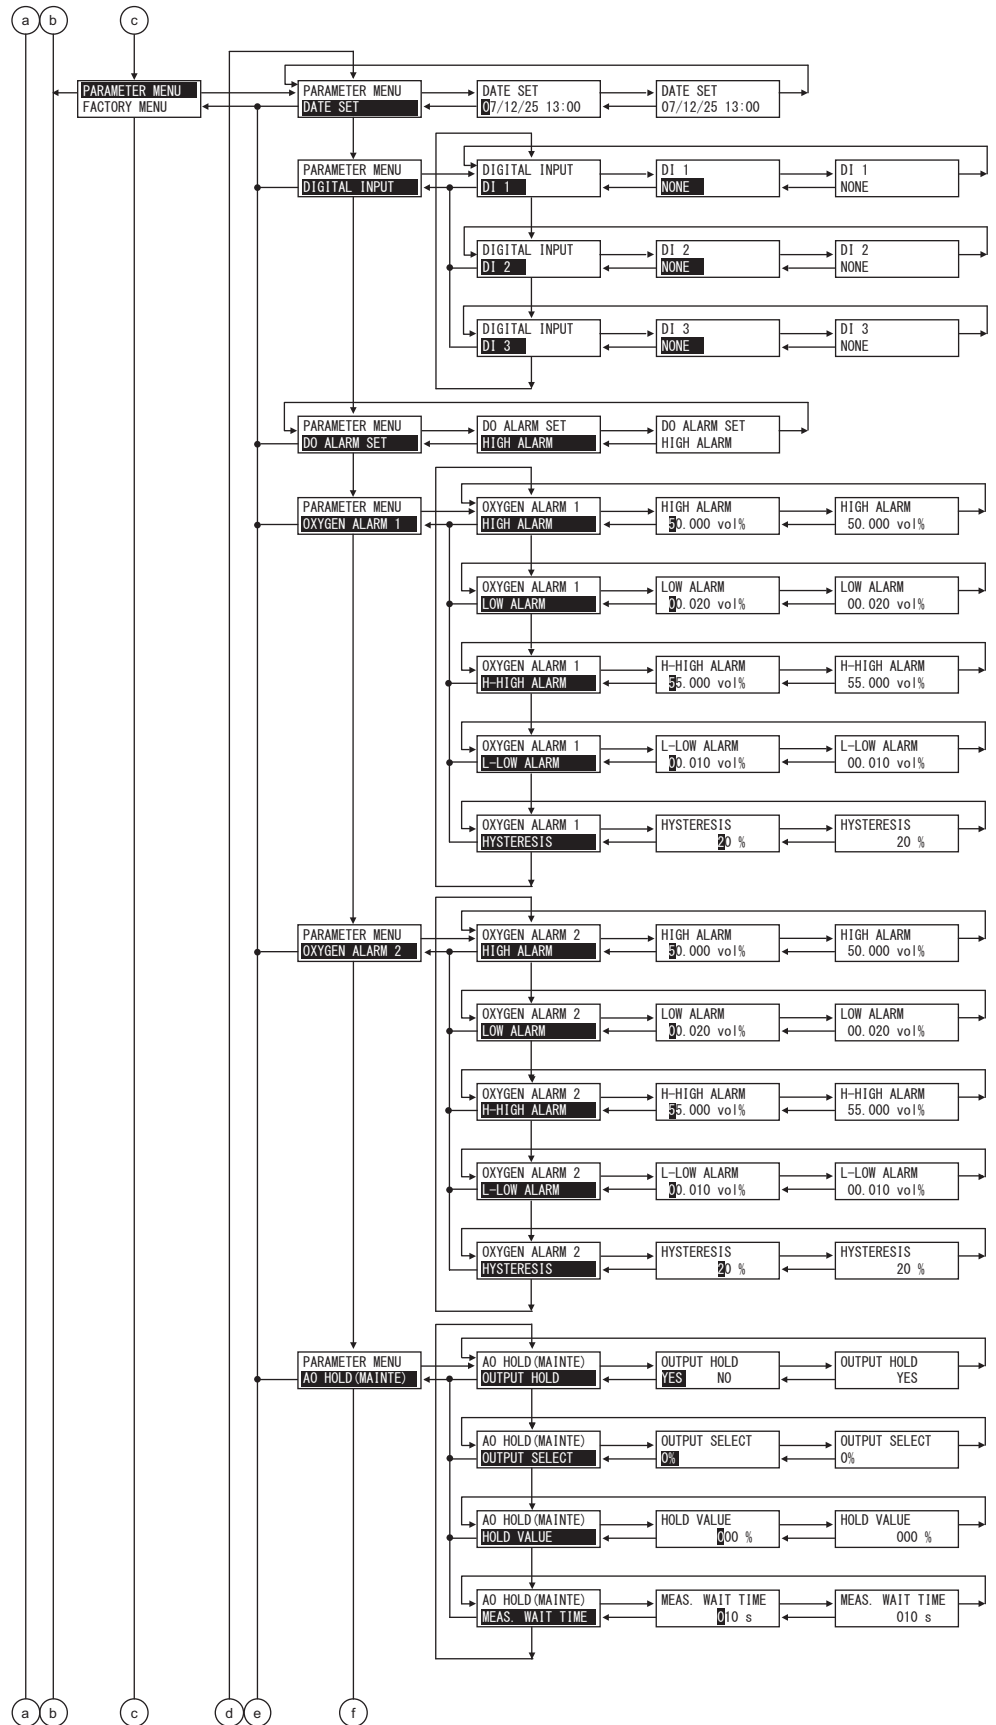 a b c
PARAMETER MENU
FACTORY MENU
PARAMETER MENU
DATE SET
DATE SET
07/12/25 13:00
DATE SET
07/12/25 13:00
PARAMETER MENU
DIGITAL INPUT
DIGITAL INPUT
DI 1
DI 1
NONE
DI 1
NONE
DIGITAL INPUT
DI 2
DI 2
NONE
DI 2
NONE
DIGITAL INPUT
DI 3
DI 3
NONE
DI 3
NONE
PARAMETER MENU
DO ALARM SET
DO ALARM SET
HIGH ALARM
DO ALARM SET
HIGH ALARM
PARAMETER MENU
OXYGEN ALARM 1
OXYGEN ALARM 1
HIGH ALARM
HIGH ALARM
50.000 vol%
HIGH ALARM
50.000 vol%
OXYGEN ALARM 1
LOW ALARM
LOW ALARM
00.020 vol%
LOW ALARM
00.020 vol%
OXYGEN ALARM 1
H-HIGH ALARM
H-HIGH ALARM
55.000 vol%
H-HIGH ALARM
55.000 vol%
OXYGEN ALARM 1
L-LOW ALARM
L-LOW ALARM
00.010 vol%
L-LOW ALARM
00.010 vol%
OXYGEN ALARM 1
HYSTERESIS
HYSTERESIS
20 %
HYSTERESIS
20 %
PARAMETER MENU
OXYGEN ALARM 2
OXYGEN ALARM 2
HIGH ALARM
HIGH ALARM
50.000 vol%
HIGH ALARM
50.000 vol%
OXYGEN ALARM 2
LOW ALARM
LOW ALARM
00.020 vol%
LOW ALARM
00.020 vol%
OXYGEN ALARM 2
H-HIGH ALARM
H-HIGH ALARM
55.000 vol%
H-HIGH ALARM
55.000 vol%
OXYGEN ALARM 2
L-LOW ALARM
L-LOW ALARM
00.010 vol%
L-LOW ALARM
00.010 vol%
OXYGEN ALARM 2
HYSTERESIS
HYSTERESIS
20 %
HYSTERESIS
20 %
PARAMETER MENU
AO HOLD(MAINTE)
AO HOLD(MAINTE)
OUTPUT HOLD
OUTPUT HOLD
YES NO
OUTPUT HOLD
YES
AO HOLD(MAINTE)
OUTPUT SELECT
OUTPUT SELECT
0%
OUTPUT SELECT
0%
AO HOLD(MAINTE)
HOLD VALUE
HOLD VALUE
000 %
HOLD VALUE
000 %
AO HOLD(MAINTE)
MEAS. WAIT TIME
MEAS. WAIT TIME
010 s
MEAS. WAIT TIME
010 s
a b c d e f